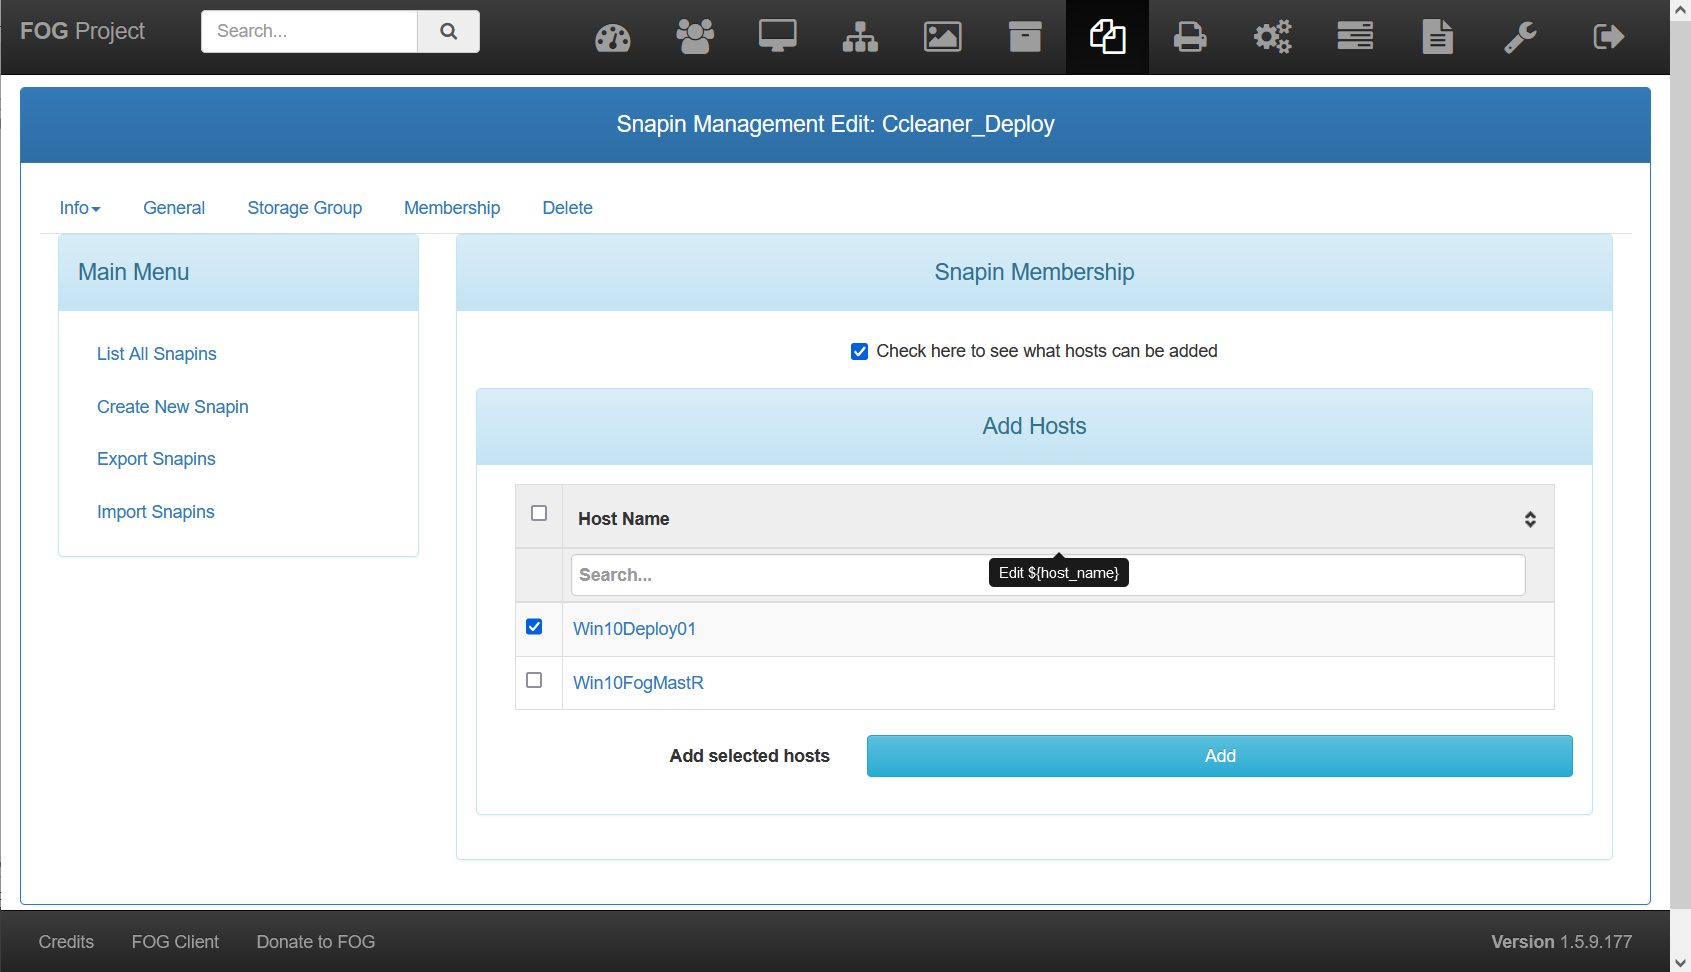 FOG Project
Search...
Snapin Management Edit: Ccleaner_Deploy
Info
General
Storage Group
Membership
Delete
Main Menu
List All Snapins
Create New Snapin
Export Snapins
Import Snapins
Snapin Membership
Check here to see what hosts can be added
Add Hosts
Host Name
Search...
Edit ${host_name}
Win10Deploy01
Win10FogMastR
Add selected hosts
Add
Credits
FOG Client
Donate to FOG
Version 1.5.9.177